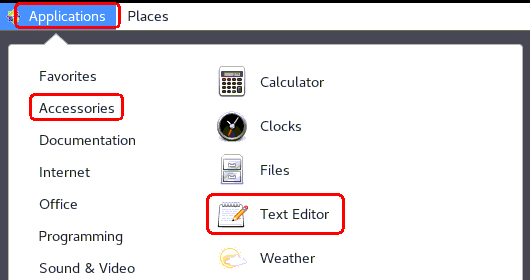 Applications Places
Favorites
Accessories
Documentation
Internet
Office
Programming
Sound & Video
Calculator
Clocks
Files
Text Editor
Weather